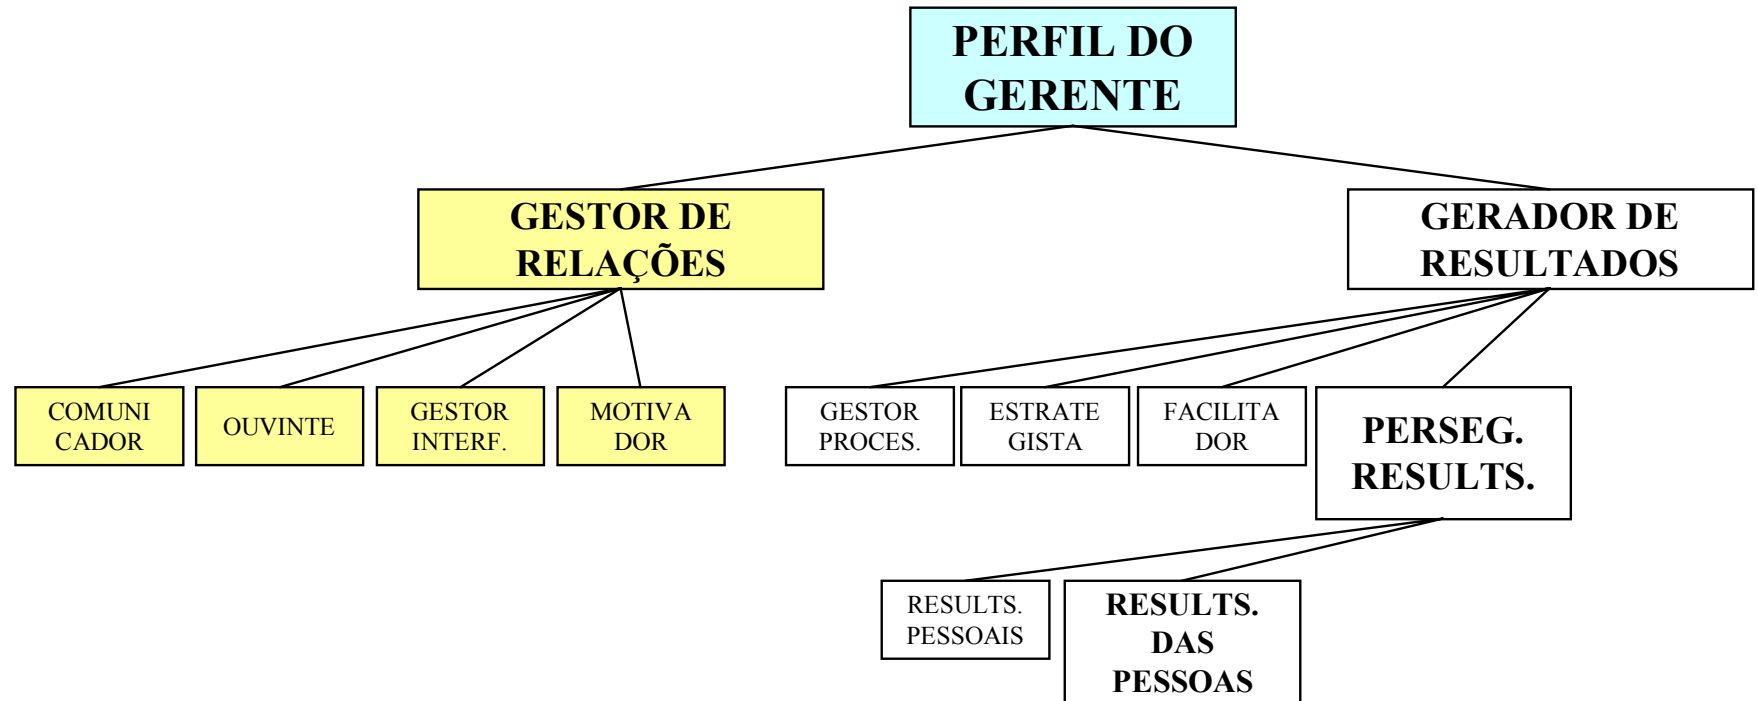 PERFIL DO
GERENTE
GESTOR DE
RELAÇÕES
GERADOR DE
RESULTADOS
COMUNI
CADOR
OUVINTE
GESTOR
INTERF.
MOTIVA
DOR
GESTOR
PROCES.
ESTRATE
GISTA
FACILITA
DOR
PERSEG.
RESULTS.
RESULTS.
PESSOAIS
RESULTS.
DAS
PESSOAS